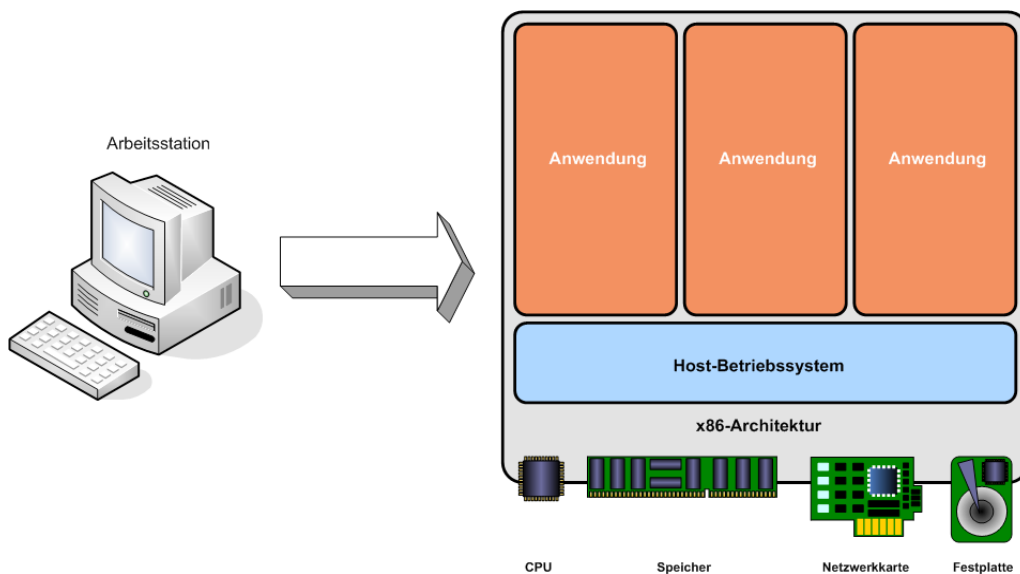 Arbeitsstation
Anwendung
Anwendung
Anwendung
Host-Betriebssystem
x86-Architektur
CPU
Speicher
Netzwerkkarte
Festplatte